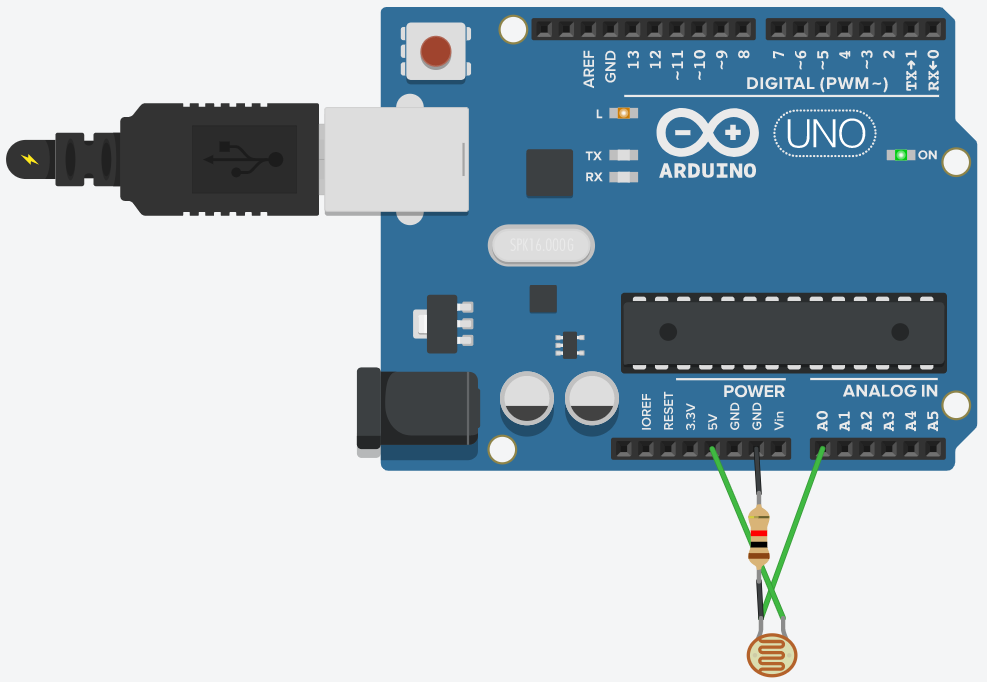 AREF
GND
13
12
~11
~10
~9
8
7
~6
~5
4
~3
2
TX→1
RX←0
DIGITAL (PWM~)
L
TX
RX
ARDUINO
UNO
ON
SPK16.000G
POWER
ANALOG IN
IOREF
RESET
3.3V
5V
GND
GND
Vin
A0
A1
A2
A3
A4
A5